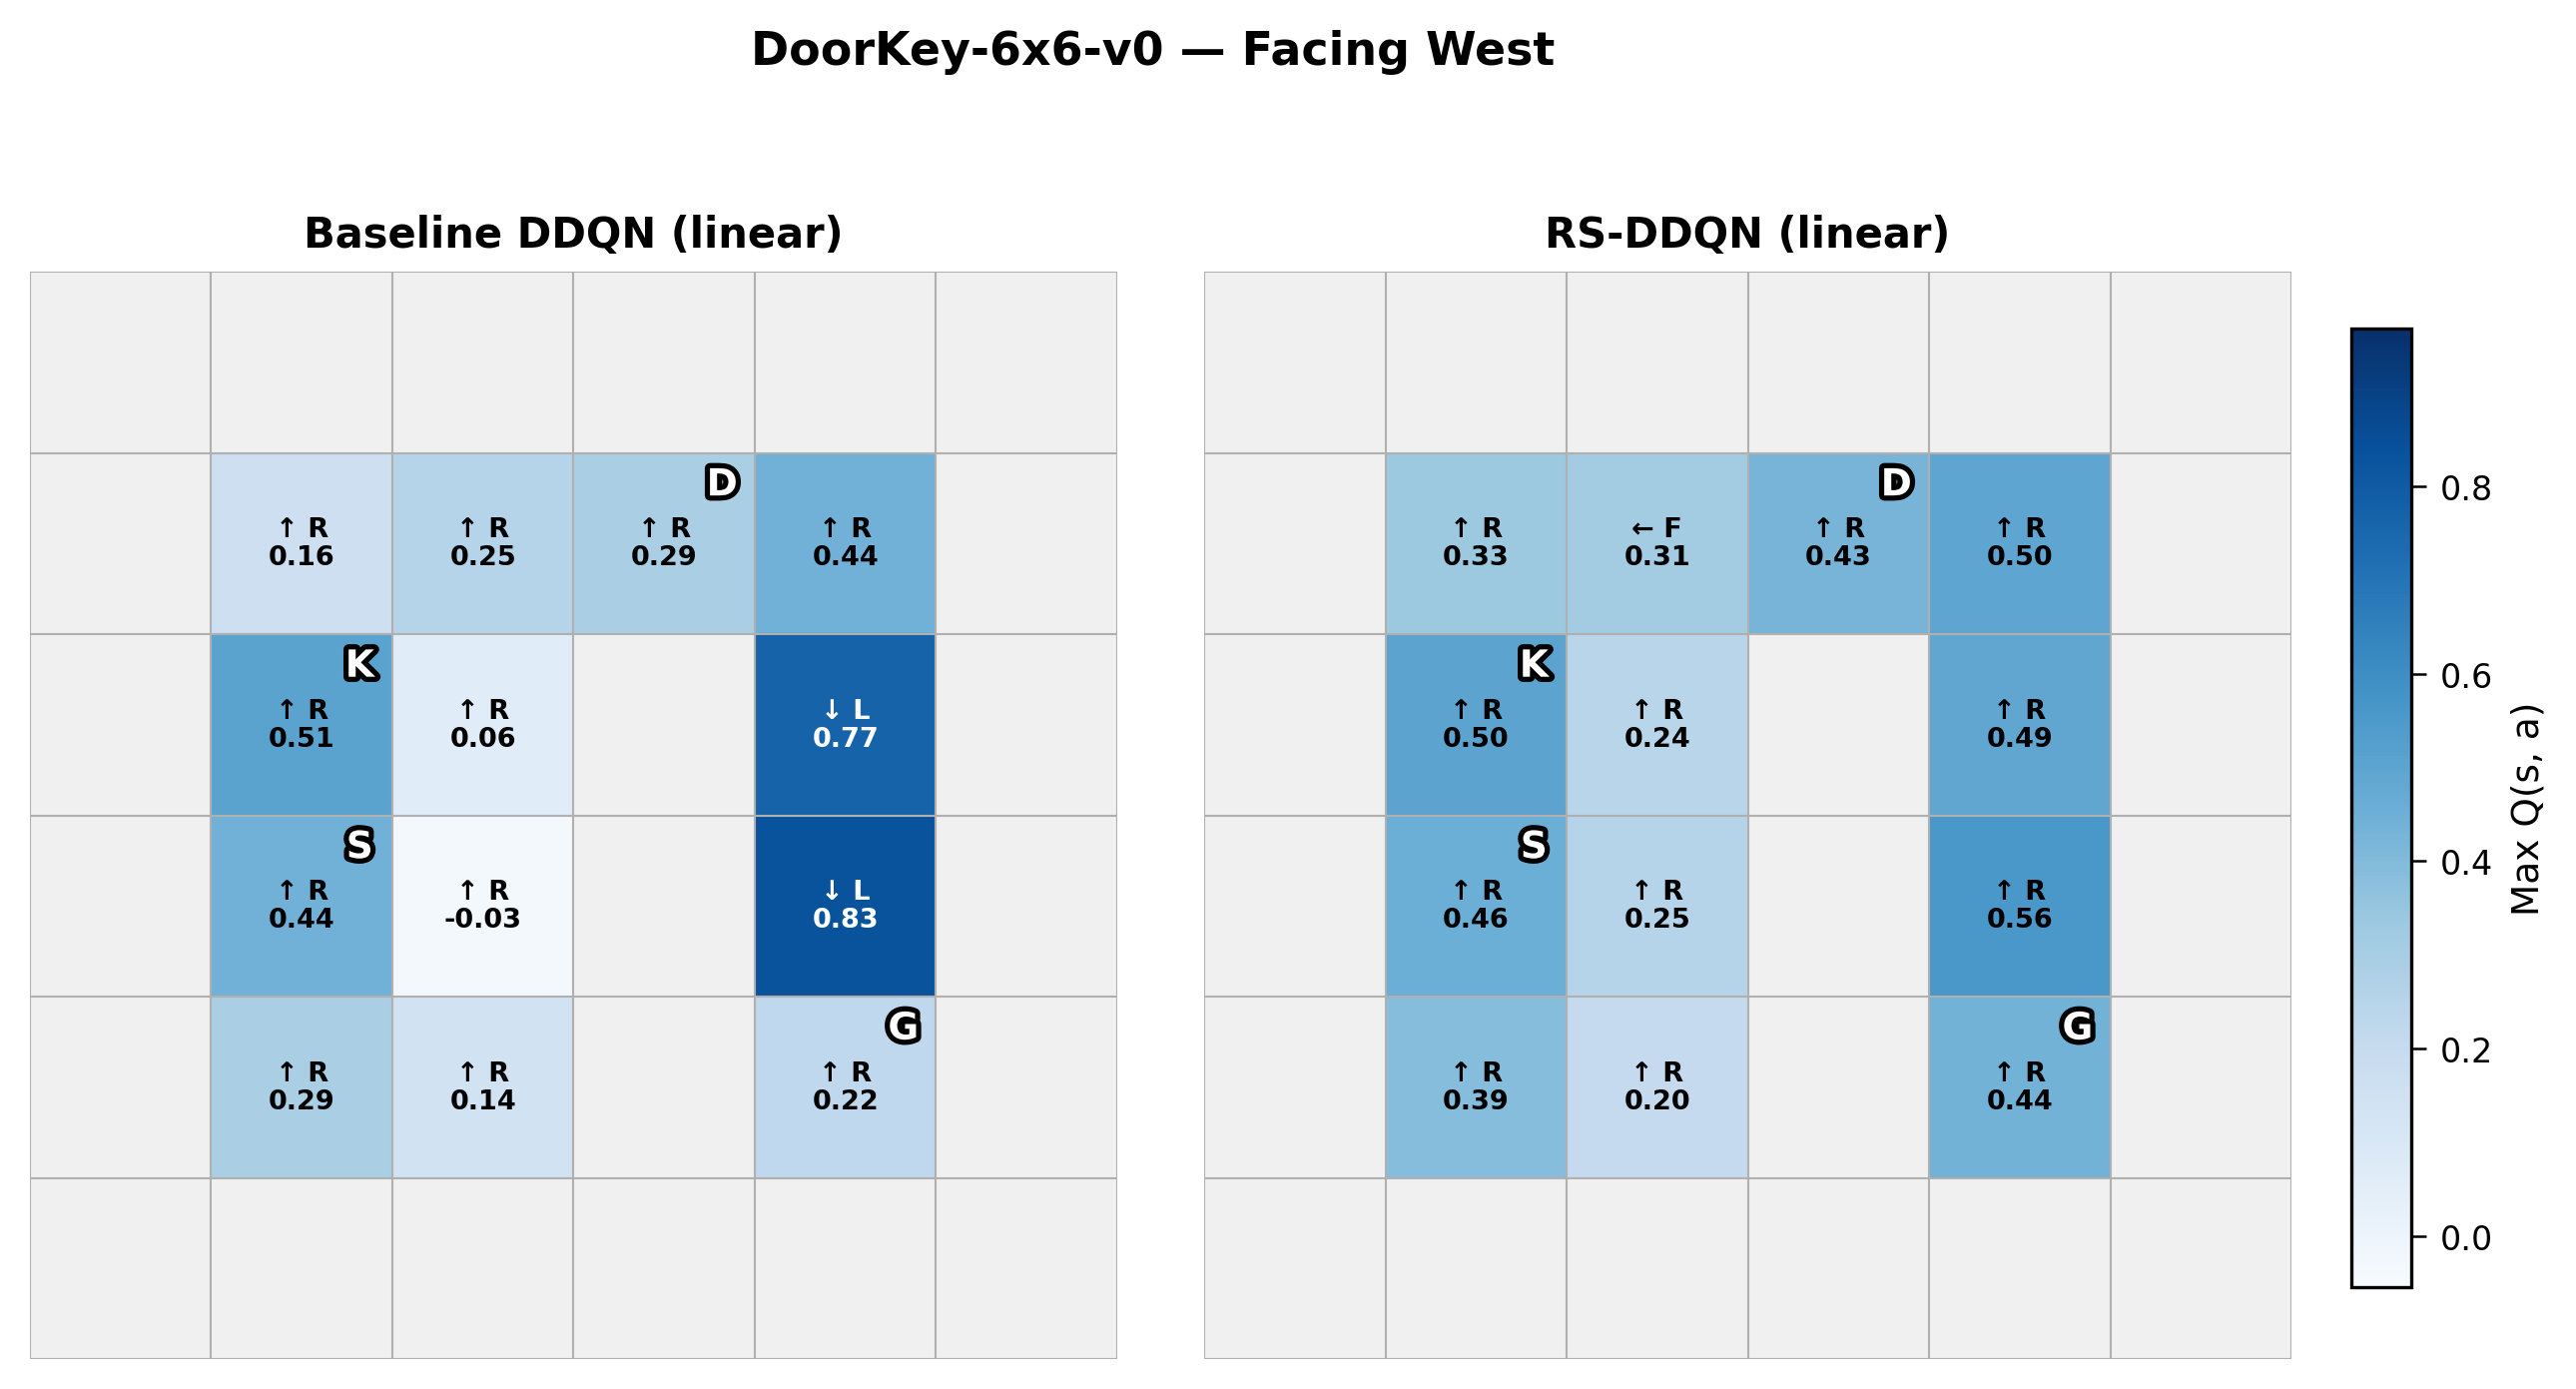 DoorKey-6x6-v0 — Facing West
Baseline DDQN (linear)
D
↑ R
0.16
↑ R
0.25
↑ R
0.29
↑ R
0.44
K
↑ R
0.51
↑ R
0.06
↓ L
0.77
S
↑ R
0.44
↑ R
-0.03
↓ L
0.83
G
↑ R
0.29
↑ R
0.14
↑ R
0.22
RS-DDQN (linear)
D
↑ R
0.33
← F
0.31
↑ R
0.43
↑ R
0.50
K
↑ R
0.50
↑ R
0.24
↑ R
0.49
S
↑ R
0.46
↑ R
0.25
↑ R
0.56
G
↑ R
0.39
↑ R
0.20
↑ R
0.44
0.8
0.6
0.4
0.2
0.0
Max Q(s, a)